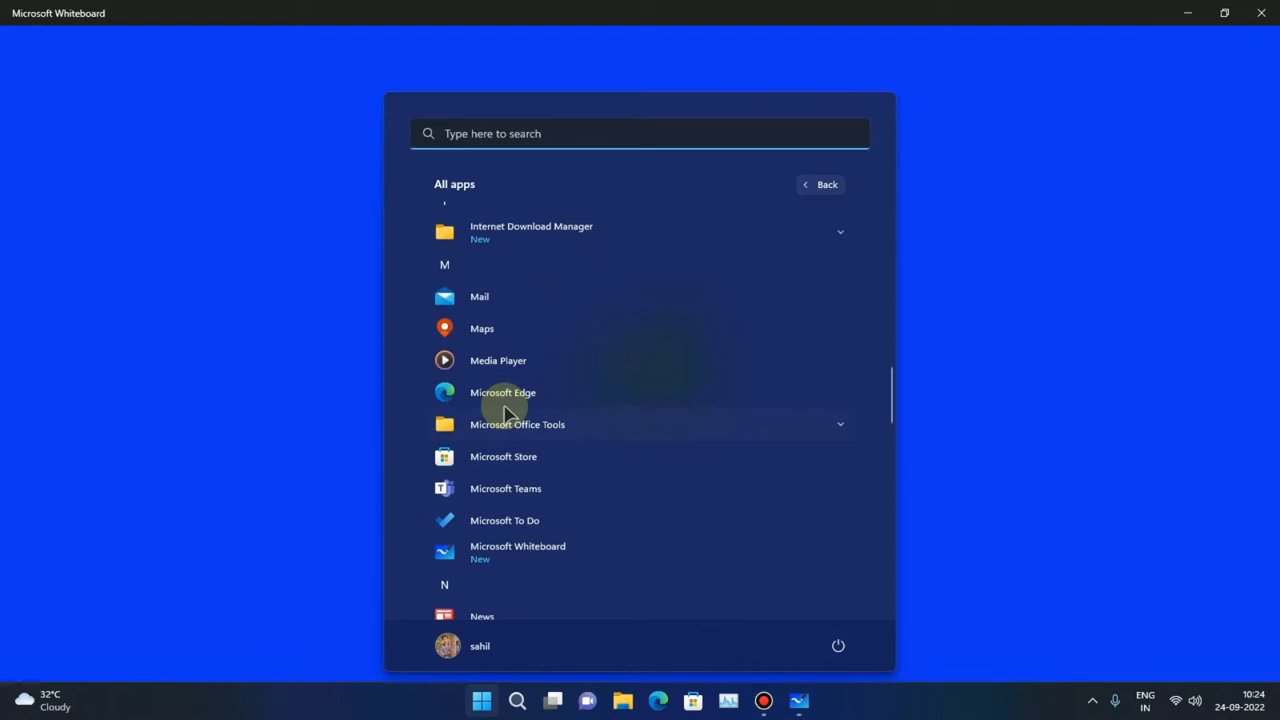 Microsoft Whiteboard
Type here to search
All apps
Back
Internet Download Manager
New
M
Mail
Maps
Media Player
Microsoft Edge
Microsoft Office Tools
Microsoft Store
Microsoft Teams
Microsoft To Do
Microsoft Whiteboard
New
N
News
sahil
32°C
Cloudy
ENG
IN
10:24
24-09-2022